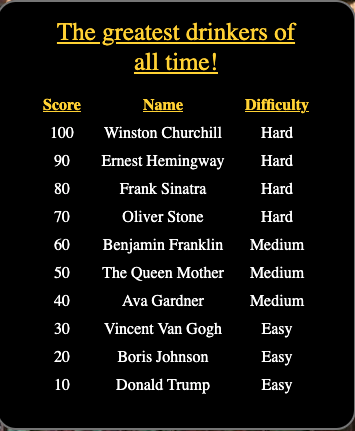 The greatest drinkers of
all time!
Score Name Difficulty
100 Winston Churchill Hard
90 Ernest Hemingway Hard
80 Frank Sinatra Hard
70 Oliver Stone Hard
60 Benjamin Franklin Medium
50 The Queen Mother Medium
40 Ava Gardner Medium
30 Vincent Van Gogh Easy
20 Boris Johnson Easy
10 Donald Trump Easy